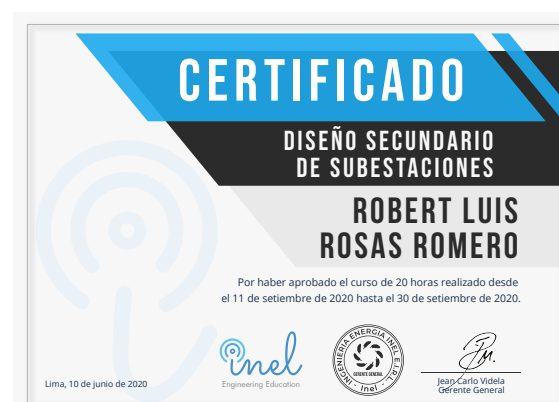 CERTIFICADO
DISEÑO SECUNDARIO
DE SUBESTACIONES
ROBERT LUIS
ROSAS ROMERO
Por haber aprobado el curso de 20 horas realizado desde
el 11 de setiembre de 2020 hasta el 30 de setiembre de 2020.
Lima, 10 de junio de 2020
inel
Engineering Education
INGENIERIA ENERGIA INEL E.I.R.L.
GERENTE GENERAL
inel
Jean Carlo Videla
Gerente General